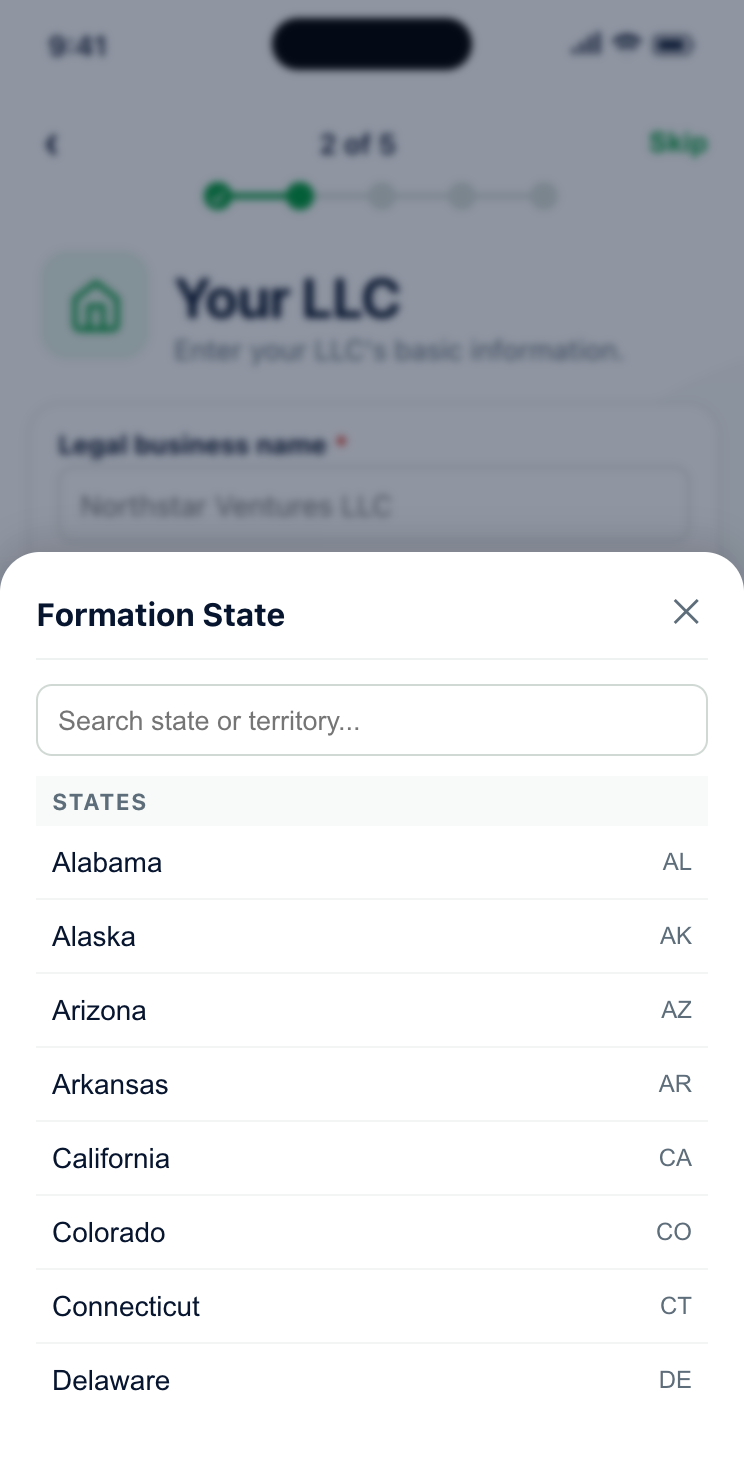 9:41
2 of 5
Skip
Your LLC
Enter your LLC's basic information.
Legal business name *
Northstar Ventures LLC
Formation State
Search state or territory...
STATES
Alabama AL
Alaska AK
Arizona AZ
Arkansas AR
California CA
Colorado CO
Connecticut CT
Delaware DE